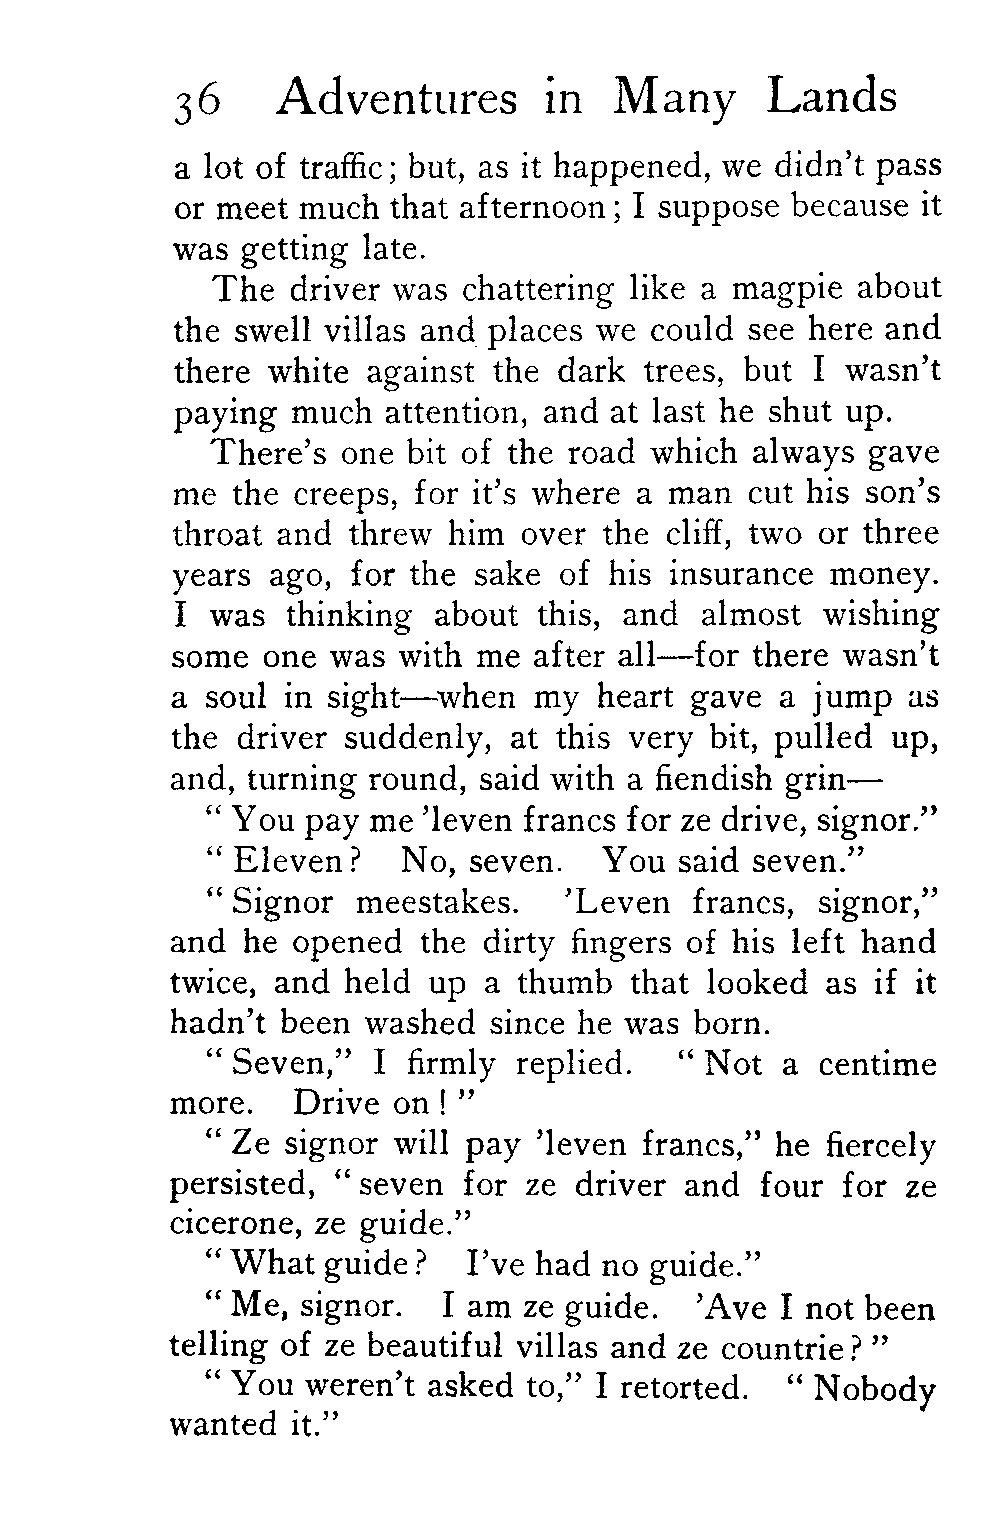 36 Adventures in Many Lands
a lot of traffic; but, as it happened, we didn't pass
or meet much that afternoon; I suppose because it
was getting late.
The driver was chattering like a magpie about
the swell villas and places we could see here and
there white against the dark trees, but I wasn't
paying much attention, and at last he shut up.
There's one bit of the road which always gave
me the creeps, for it's where a man cut his son's
throat and threw him over the cliff, two or three
years ago, for the sake of his insurance money.
I was thinking about this, and almost wishing
some one was with me after all—for there wasn't
a soul in sight—when my heart gave a jump as
the driver suddenly, at this very bit, pulled up,
and, turning round, said with a fiendish grin—
"You pay me 'leven francs for ze drive, signor."
"Eleven? No, seven. You said seven."
"Signor meestakes. 'Leven francs, signor,"
and he opened the dirty fingers of his left hand
twice, and held up a thumb that looked as if it
hadn't been washed since he was born.
"Seven," I firmly replied. "Not a centime
more. Drive on!"
"Ze signor will pay 'leven francs," he fiercely
persisted, "seven for ze driver and four for ze
cicerone, ze guide."
"What guide? I've had no guide."
"Me, signor. I am ze guide. 'Ave I not been
telling of ze beautiful villas and ze countrie?"
"You weren't asked to," I retorted. "Nobody
wanted it."